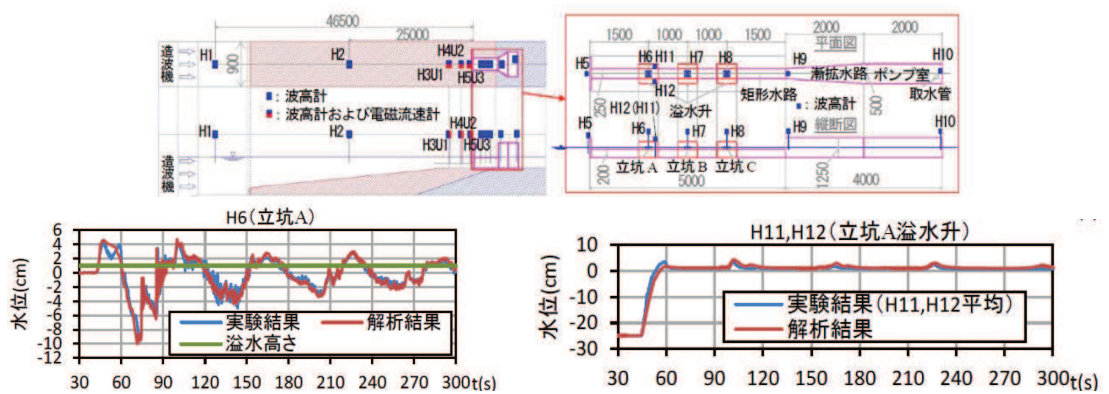 46500
25000
造波機
900
H1
H2
H4U2
H3U1
H5U3
：波高計
：波高計および電磁流速計
H1
H2
H4U2
H3U1
H5U3
造波機
1500 1000 1000 1500
2000 2000
平面図
H5
H6
H11
H7
H8
H9
H10
250
H12
溢水升
矩形水路
漸拡水路
ポンプ室
500
取水管
：波高計
H12(H11)
縦断図
H5
H6
H7
H8
H9
H10
立坑A
立坑B
立坑C
200
5000
1250
4000
H6(立坑A)
水位(cm)
6
4
2
0
-2
-4
-6
-8
-10
-12
実験結果
解析結果
溢水高さ
30 60 90 120 150 180 210 240 270 300 t(s)
H11,H12(立坑A溢水升)
水位(cm)
10
0
-10
-20
-30
実験結果(H11,H12平均)
解析結果
30 60 90 120 150 180 210 240 270 300 t(s)